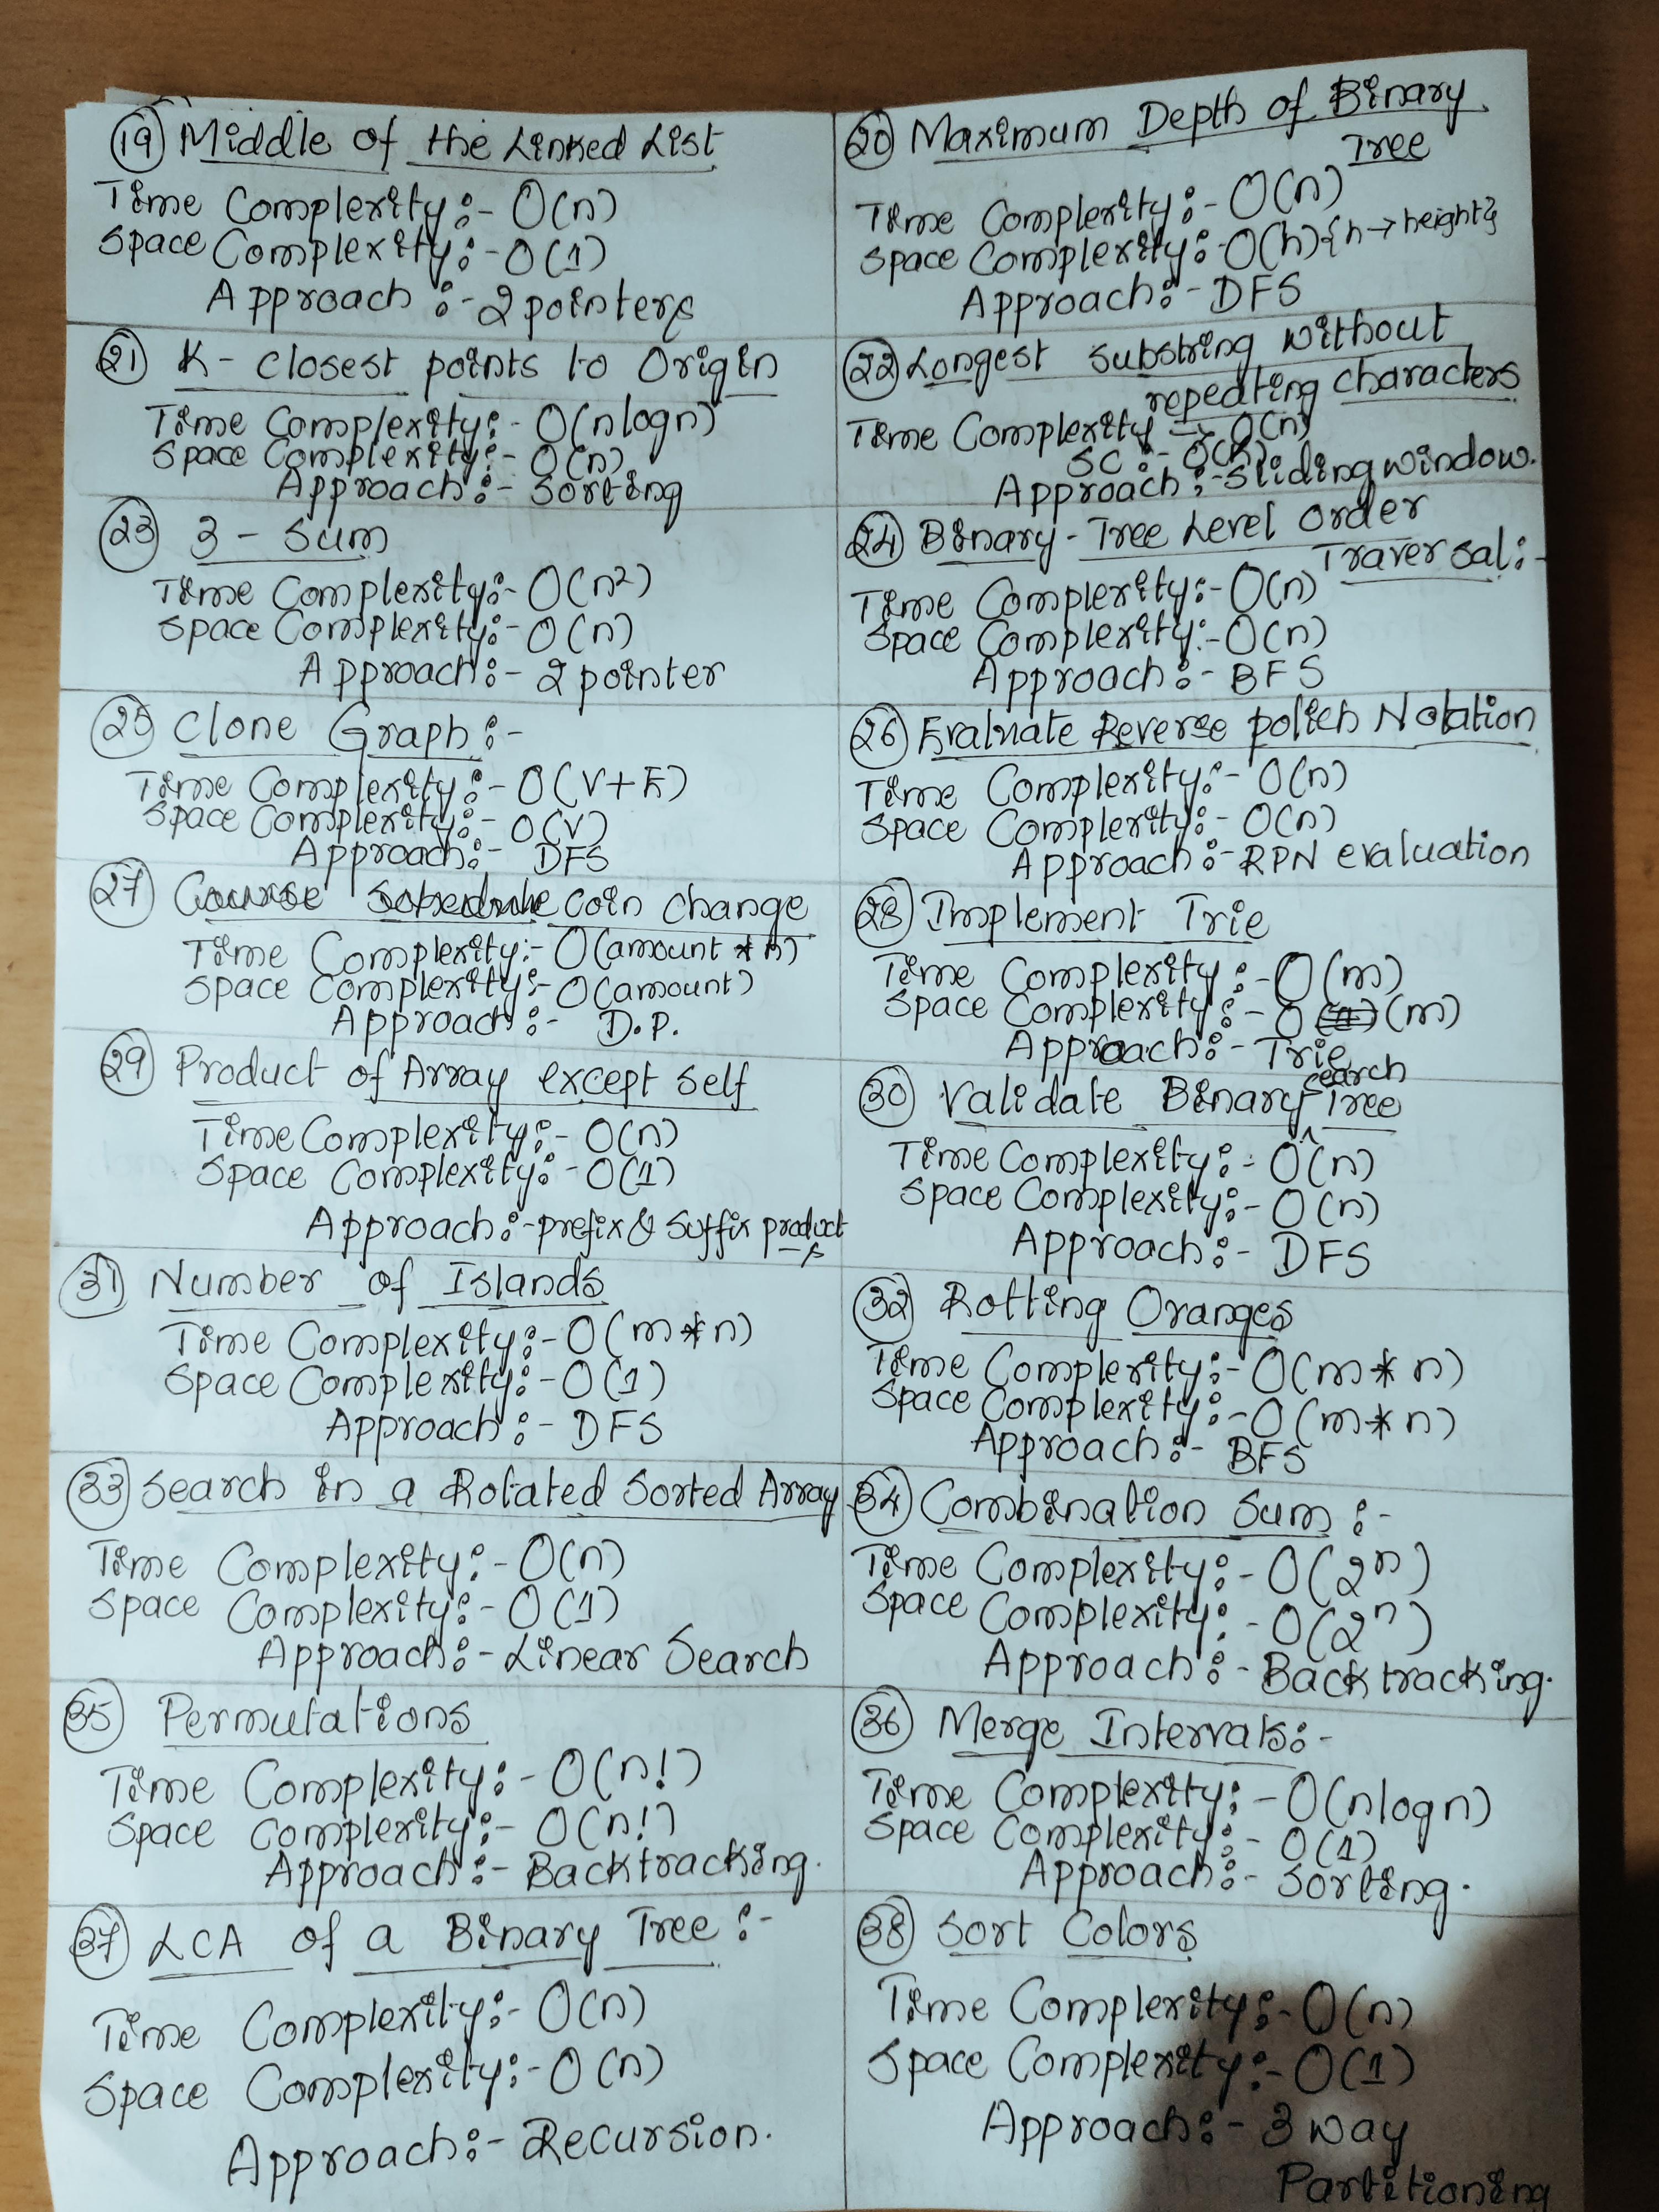 19 Middle of the Linked List
Time Complexity:- O(n)
Space Complexity:- O(1)
Approach:- 2 pointers
20 Maximum Depth of Binary
Tree
Time Complexity:- O(n)
Space Complexity:- O(h) {h→height}
Approach:- DFS
21 K-closest points to Origin
Time Complexity:- O(nlogn)
Space Complexity:- O(n)
Approach:- Sorting
22 Longest substring without
repeating characters
Time Complexity → O(n)
SC:- O(k)
Approach:- Sliding window.
23 3-Sum
Time Complexity:- O(n²)
Space Complexity:- O(n)
Approach:- 2 pointer
24 Binary-Tree Level Order
Traversal:-
Time Complexity:- O(n)
Space Complexity:- O(n)
Approach:- BFS
25 Clone Graph:-
Time Complexity:- O(V+E)
Space Complexity:- O(V)
Approach:- DFS
26 Evaluate Reverse polish Notation
Time Complexity:- O(n)
Space Complexity:- O(n)
Approach:- RPN evaluation
27 Course Schedule coin change
Time Complexity:- O(amount * n)
Space Complexity:- O(amount)
Approach:- D.P.
28 Implement Trie
Time Complexity:- O(m)
Space Complexity:- O (m)
Approach:- Trie
29 Product of Array except self
Time Complexity:- O(n)
Space Complexity:- O(1)
Approach:- prefix & suffix products
30 Validate Binary search Tree
Time Complexity:- O(n)
Space Complexity:- O(n)
Approach:- DFS
31 Number of Islands
Time Complexity:- O(m*n)
Space Complexity:- O(1)
Approach:- DFS
32 Rotting Oranges
Time Complexity:- O(m*n)
Space Complexity:- O(m*n)
Approach:- BFS
33 Search in a Rotated Sorted Array
Time Complexity:- O(n)
Space Complexity:- O(1)
Approach:- Linear Search
34 Combination Sum:-
Time Complexity:- O(2ⁿ)
Space Complexity:- O(2ⁿ)
Approach:- Backtracking.
35 Permutations
Time Complexity:- O(n!)
Space Complexity:- O(n!)
Approach:- Backtracking.
36 Merge Intervals:-
Time Complexity:- O(nlogn)
Space Complexity:- O(1)
Approach:- Sorting.
37 LCA of a Binary Tree:-
Time Complexity:- O(n)
Space Complexity:- O(n)
Approach:- Recursion.
38 Sort Colors
Time Complexity:- O(n)
Space Complexity:- O(1)
Approach:- 3 way
Partitioning